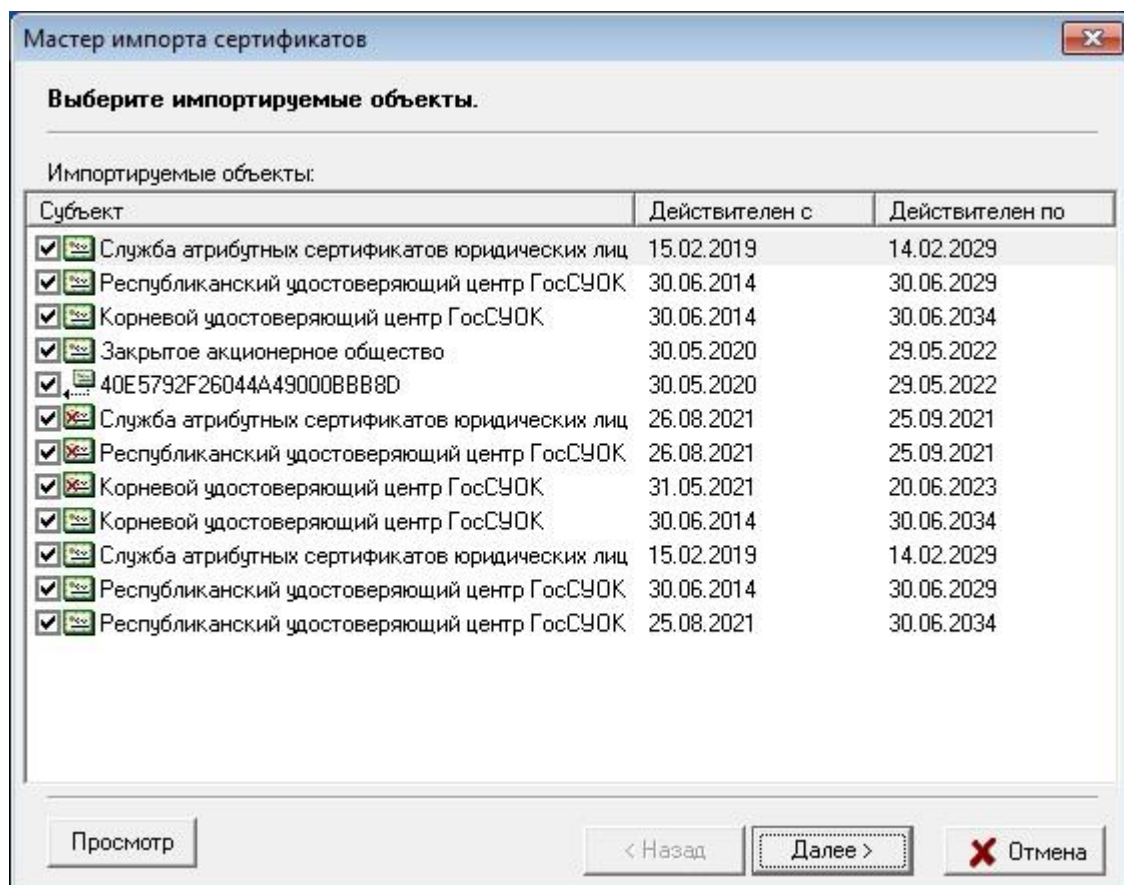 Мастер импорта сертификатов
Выберите импортируемые объекты.
Импортируемые объекты:
Субъект Действителен с Действителен по
Служба атрибутных сертификатов юридических лиц 15.02.2019 14.02.2029
Республиканский удостоверяющий центр ГосСУОК 30.06.2014 30.06.2029
Корневой удостоверяющий центр ГосСУОК 30.06.2014 30.06.2034
Закрытое акционерное общество 30.05.2020 29.05.2022
40E5792F26044A49000BBB8D 30.05.2020 29.05.2022
Служба атрибутных сертификатов юридических лиц 26.08.2021 25.09.2021
Республиканский удостоверяющий центр ГосСУОК 26.08.2021 25.09.2021
Корневой удостоверяющий центр ГосСУОК 31.05.2021 20.06.2023
Корневой удостоверяющий центр ГосСУОК 30.06.2014 30.06.2034
Служба атрибутных сертификатов юридических лиц 15.02.2019 14.02.2029
Республиканский удостоверяющий центр ГосСУОК 30.06.2014 30.06.2029
Республиканский удостоверяющий центр ГосСУОК 25.08.2021 30.06.2034
Просмотр < Назад Далее > Отмена